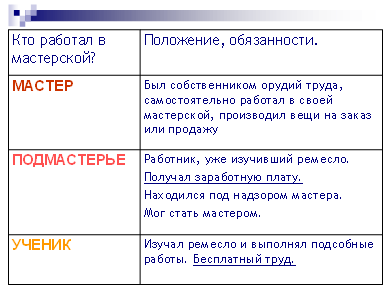 Кто работал в
мастерской?
Положение, обязанности.
МАСТЕР
Был собственником орудий труда,
самостоятельно работал в своей
мастерской, производил вещи на заказ
или продажу
ПОДМАСТЕРЬЕ
Работник, уже изучивший ремесло.
Получал заработную плату.
Находился под надзором мастера.
Мог стать мастером.
УЧЕНИК
Изучал ремесло и выполнял подсобные
работы. Бесплатный труд.